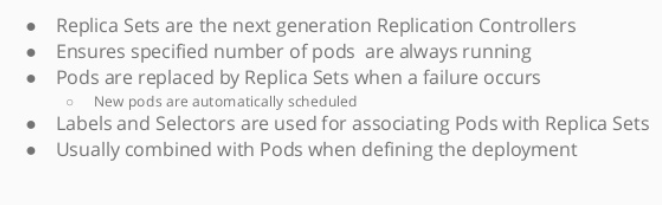 ● Replica Sets are the next generation Replication Controllers
● Ensures specified number of pods are always running
● Pods are replaced by Replica Sets when a failure occurs
○ New pods are automatically scheduled
● Labels and Selectors are used for associating Pods with Replica Sets
● Usually combined with Pods when defining the deployment